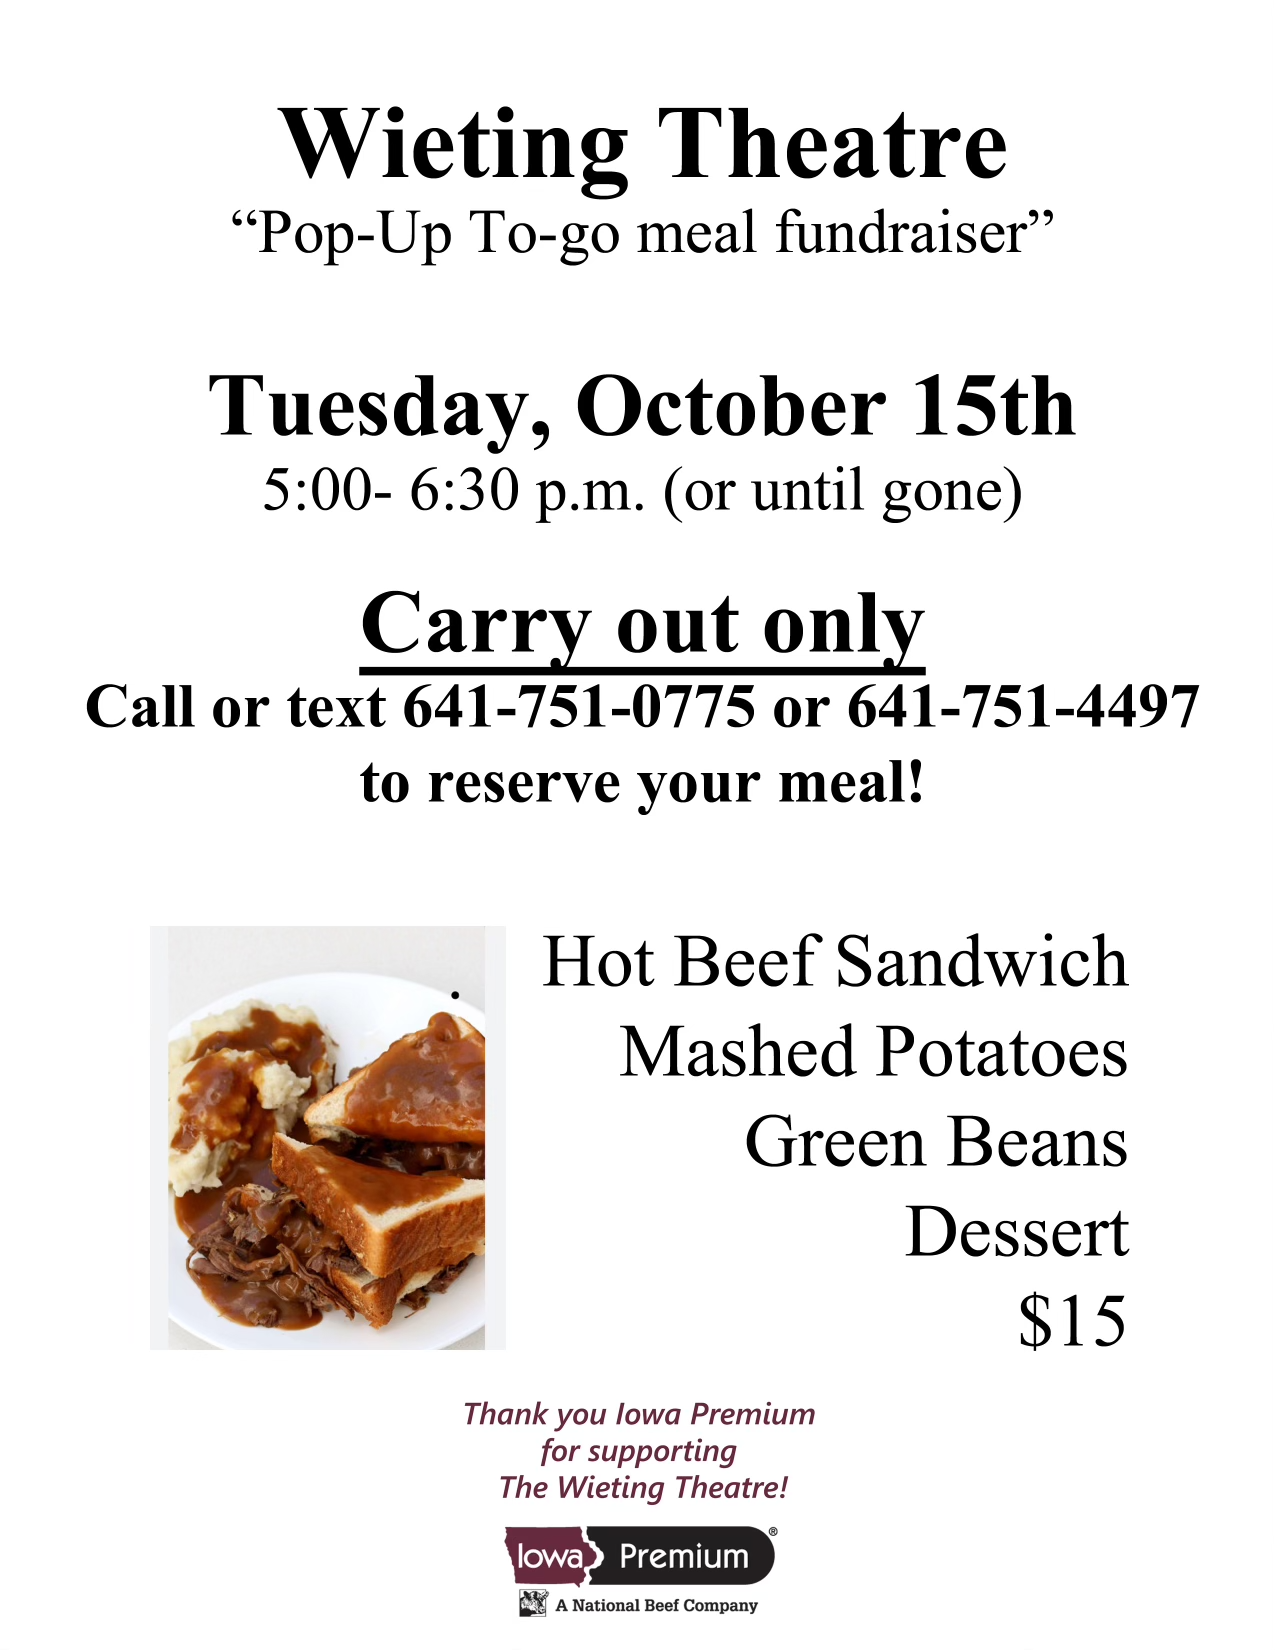 Wieting Theatre
“Pop-Up To-go meal fundraiser”
Tuesday, October 15th
5:00- 6:30 p.m. (or until gone)
Carry out only
Call or text 641-751-0775 or 641-751-4497
to reserve your meal!
Hot Beef Sandwich
Mashed Potatoes
Green Beans
Dessert
$15
Thank you Iowa Premium
for supporting
The Wieting Theatre!
Iowa Premium®
A National Beef Company